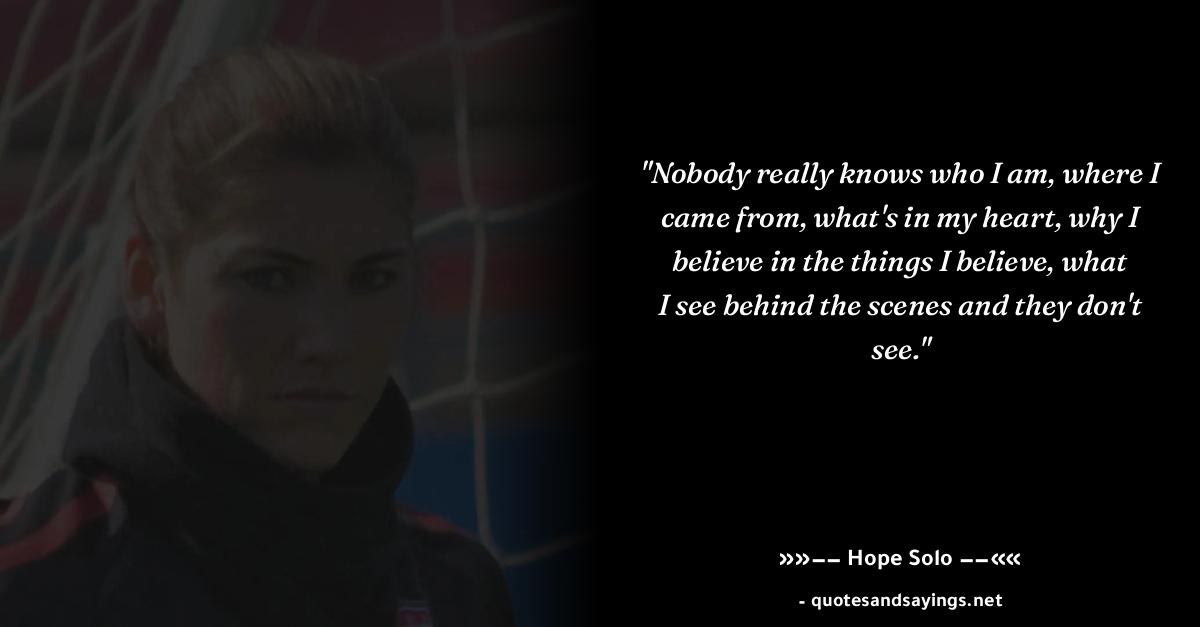 "Nobody really knows who I am, where I
came from, what's in my heart, why I
believe in the things I believe, what
I see behind the scenes and they don't
see."
»»−− Hope Solo −−««
- quotesandsayings.net